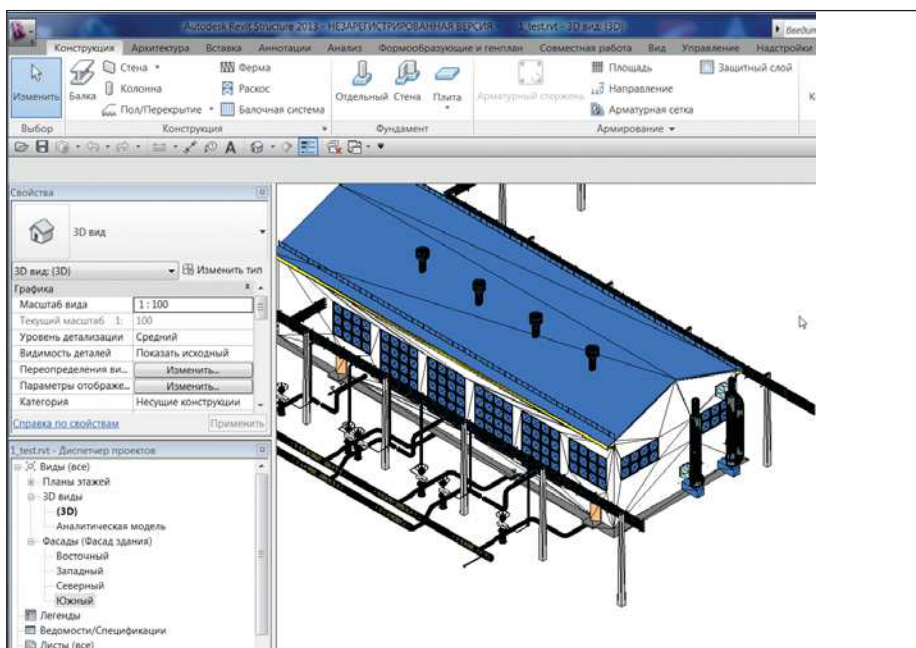 Autodesk Revit Structure 2013 - НЕЗАРЕГИСТРИРОВАННАЯ ВЕРСИЯ - 1_test.rvt - 3D вид: {3D}
Конструкция Архитектура Вставка Аннотации Анализ Формообразующие и генплан Совместная работа Вид Управление Надстройки
Изменить
Балка
Стена
Колонна
Пол/Перекрытие
Ферма
Раскос
Балочная система
Отдельный Стена Плита
Арматурный стержень
Площадь
Направление
Арматурная сетка
Защитный слой
Выбор Конструкция Фундамент Армирование
Свойства
3D вид
3D вид: {3D} Изменить тип
Графика
Масштаб вида 1 : 100
Текущий масштаб 1: 100
Уровень детализации Средний
Видимость деталей Показать исходный
Переопределения ви... Изменить...
Параметры отображе... Изменить...
Категория Несущие конструкции
Справка по свойствам Применить
1_test.rvt - Диспетчер проектов
Виды (все)
Планы этажей
3D виды
{3D}
Аналитическая модель
Фасады (Фасад здания)
Восточный
Западный
Северный
Южный
Легенды
Ведомости/Спецификации
Листы (все)